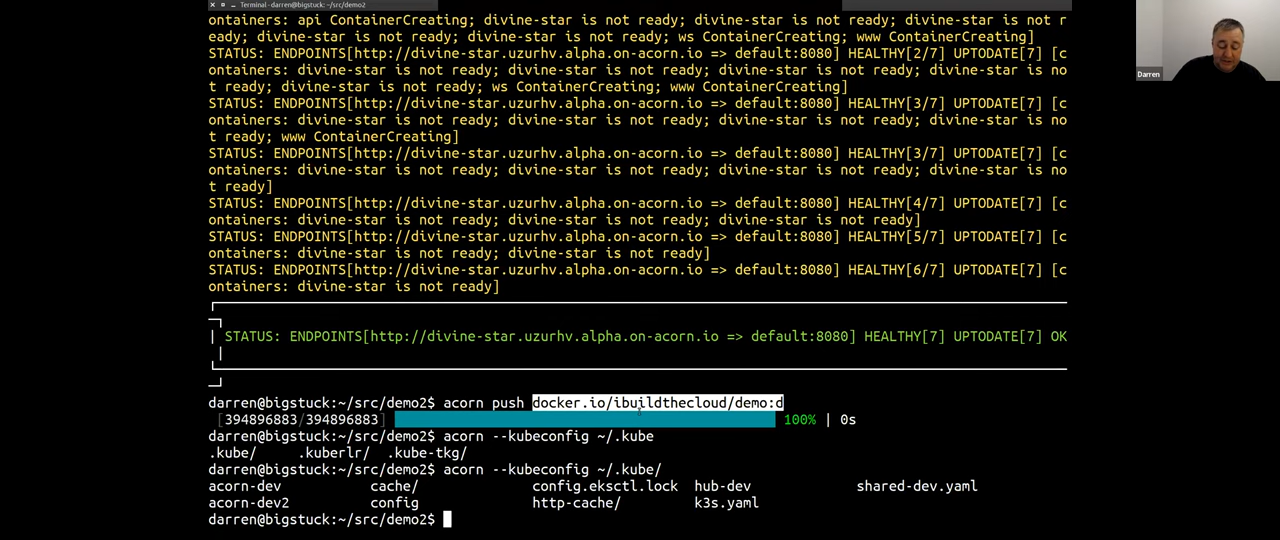 Terminal - darren@bigstuck: ~/src/demo2
ontainers: api ContainerCreating; divine-star is not ready; divine-star is not ready; divine-star is not r
eady; divine-star is not ready; divine-star is not ready; ws ContainerCreating; www ContainerCreating]
STATUS: ENDPOINTS[http://divine-star.uzurhv.alpha.on-acorn.io => default:8080] HEALTHY[2/7] UPTODATE[7] [c
ontainers: divine-star is not ready; divine-star is not ready; divine-star is not ready; divine-star is no
t ready; divine-star is not ready; ws ContainerCreating; www ContainerCreating]
STATUS: ENDPOINTS[http://divine-star.uzurhv.alpha.on-acorn.io => default:8080] HEALTHY[3/7] UPTODATE[7] [c
ontainers: divine-star is not ready; divine-star is not ready; divine-star is not ready; divine-star is no
t ready; www ContainerCreating]
STATUS: ENDPOINTS[http://divine-star.uzurhv.alpha.on-acorn.io => default:8080] HEALTHY[3/7] UPTODATE[7] [c
ontainers: divine-star is not ready; divine-star is not ready; divine-star is not ready; divine-star is no
t ready]
STATUS: ENDPOINTS[http://divine-star.uzurhv.alpha.on-acorn.io => default:8080] HEALTHY[4/7] UPTODATE[7] [c
ontainers: divine-star is not ready; divine-star is not ready; divine-star is not ready]
STATUS: ENDPOINTS[http://divine-star.uzurhv.alpha.on-acorn.io => default:8080] HEALTHY[5/7] UPTODATE[7] [c
ontainers: divine-star is not ready; divine-star is not ready]
STATUS: ENDPOINTS[http://divine-star.uzurhv.alpha.on-acorn.io => default:8080] HEALTHY[6/7] UPTODATE[7] [c
ontainers: divine-star is not ready]
| STATUS: ENDPOINTS[http://divine-star.uzurhv.alpha.on-acorn.io => default:8080] HEALTHY[7] UPTODATE[7] OK
|
darren@bigstuck:~/src/demo2$ acorn push docker.io/ibuildthecloud/demo:d
[394896883/394896883] 100% | 0s
darren@bigstuck:~/src/demo2$ acorn --kubeconfig ~/.kube
.kube/ .kuberlr/ .kube-tkg/
darren@bigstuck:~/src/demo2$ acorn --kubeconfig ~/.kube/
acorn-dev cache/ config.eksctl.lock hub-dev shared-dev.yaml
acorn-dev2 config http-cache/ k3s.yaml
darren@bigstuck:~/src/demo2$
Darren